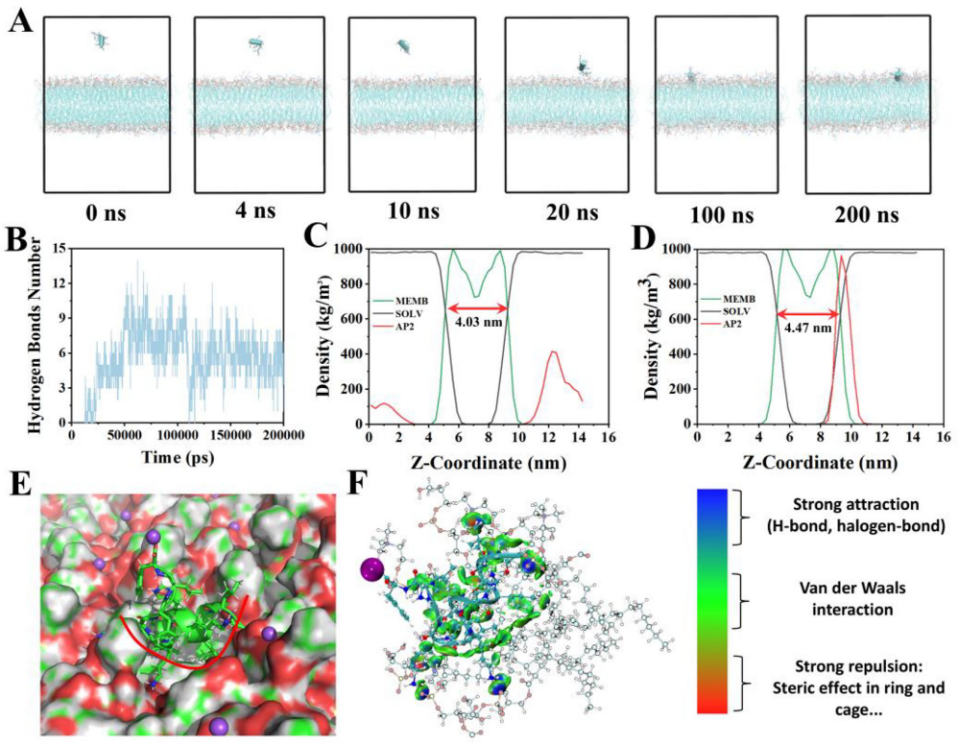 A
0 ns
4 ns
10 ns
20 ns
100 ns
200 ns
B
Hydrogen Bonds Number
15
12
9
6
3
0
0
50000
100000
150000
200000
Time (ps)
C
Density (kg/m³)
1000
800
600
400
200
0
MEMB
SOLV
AP2
4.03 nm
0 2 4 6 8 10 12 14 16
Z-Coordinate (nm)
D
Density (kg/m³)
1000
800
600
400
200
0
MEMB
SOLV
AP2
4.47 nm
0 2 4 6 8 10 12 14 16
Z-Coordinate (nm)
E
F
Strong attraction
(H-bond, halogen-bond)
Van der Waals
interaction
Strong repulsion:
Steric effect in ring and
cage...